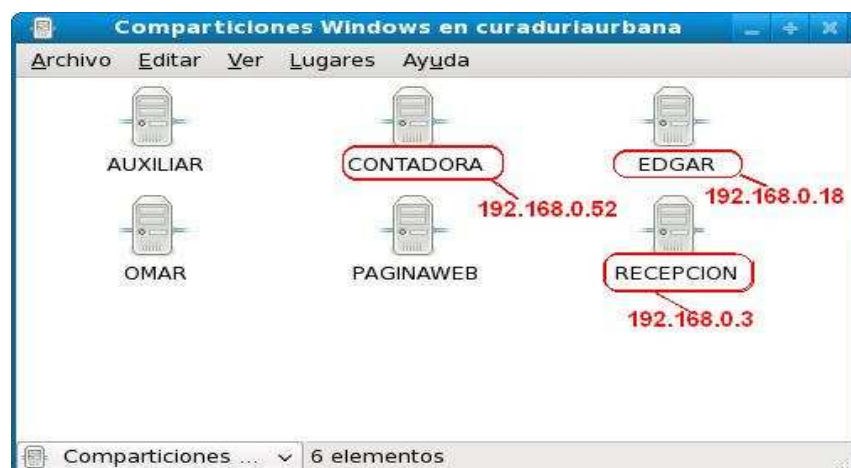 Comparticiones Windows en curaduriaurbana
Archivo Editar Ver Lugares Ayuda
AUXILIAR CONTADORA EDGAR
192.168.0.52 192.168.0.18
OMAR PAGINAWEB RECEPCION
192.168.0.3
Comparticiones ... 6 elementos